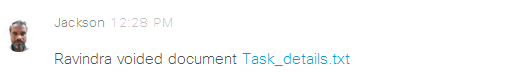 Jackson 12:28 PM
Ravindra voided document Task_details.txt